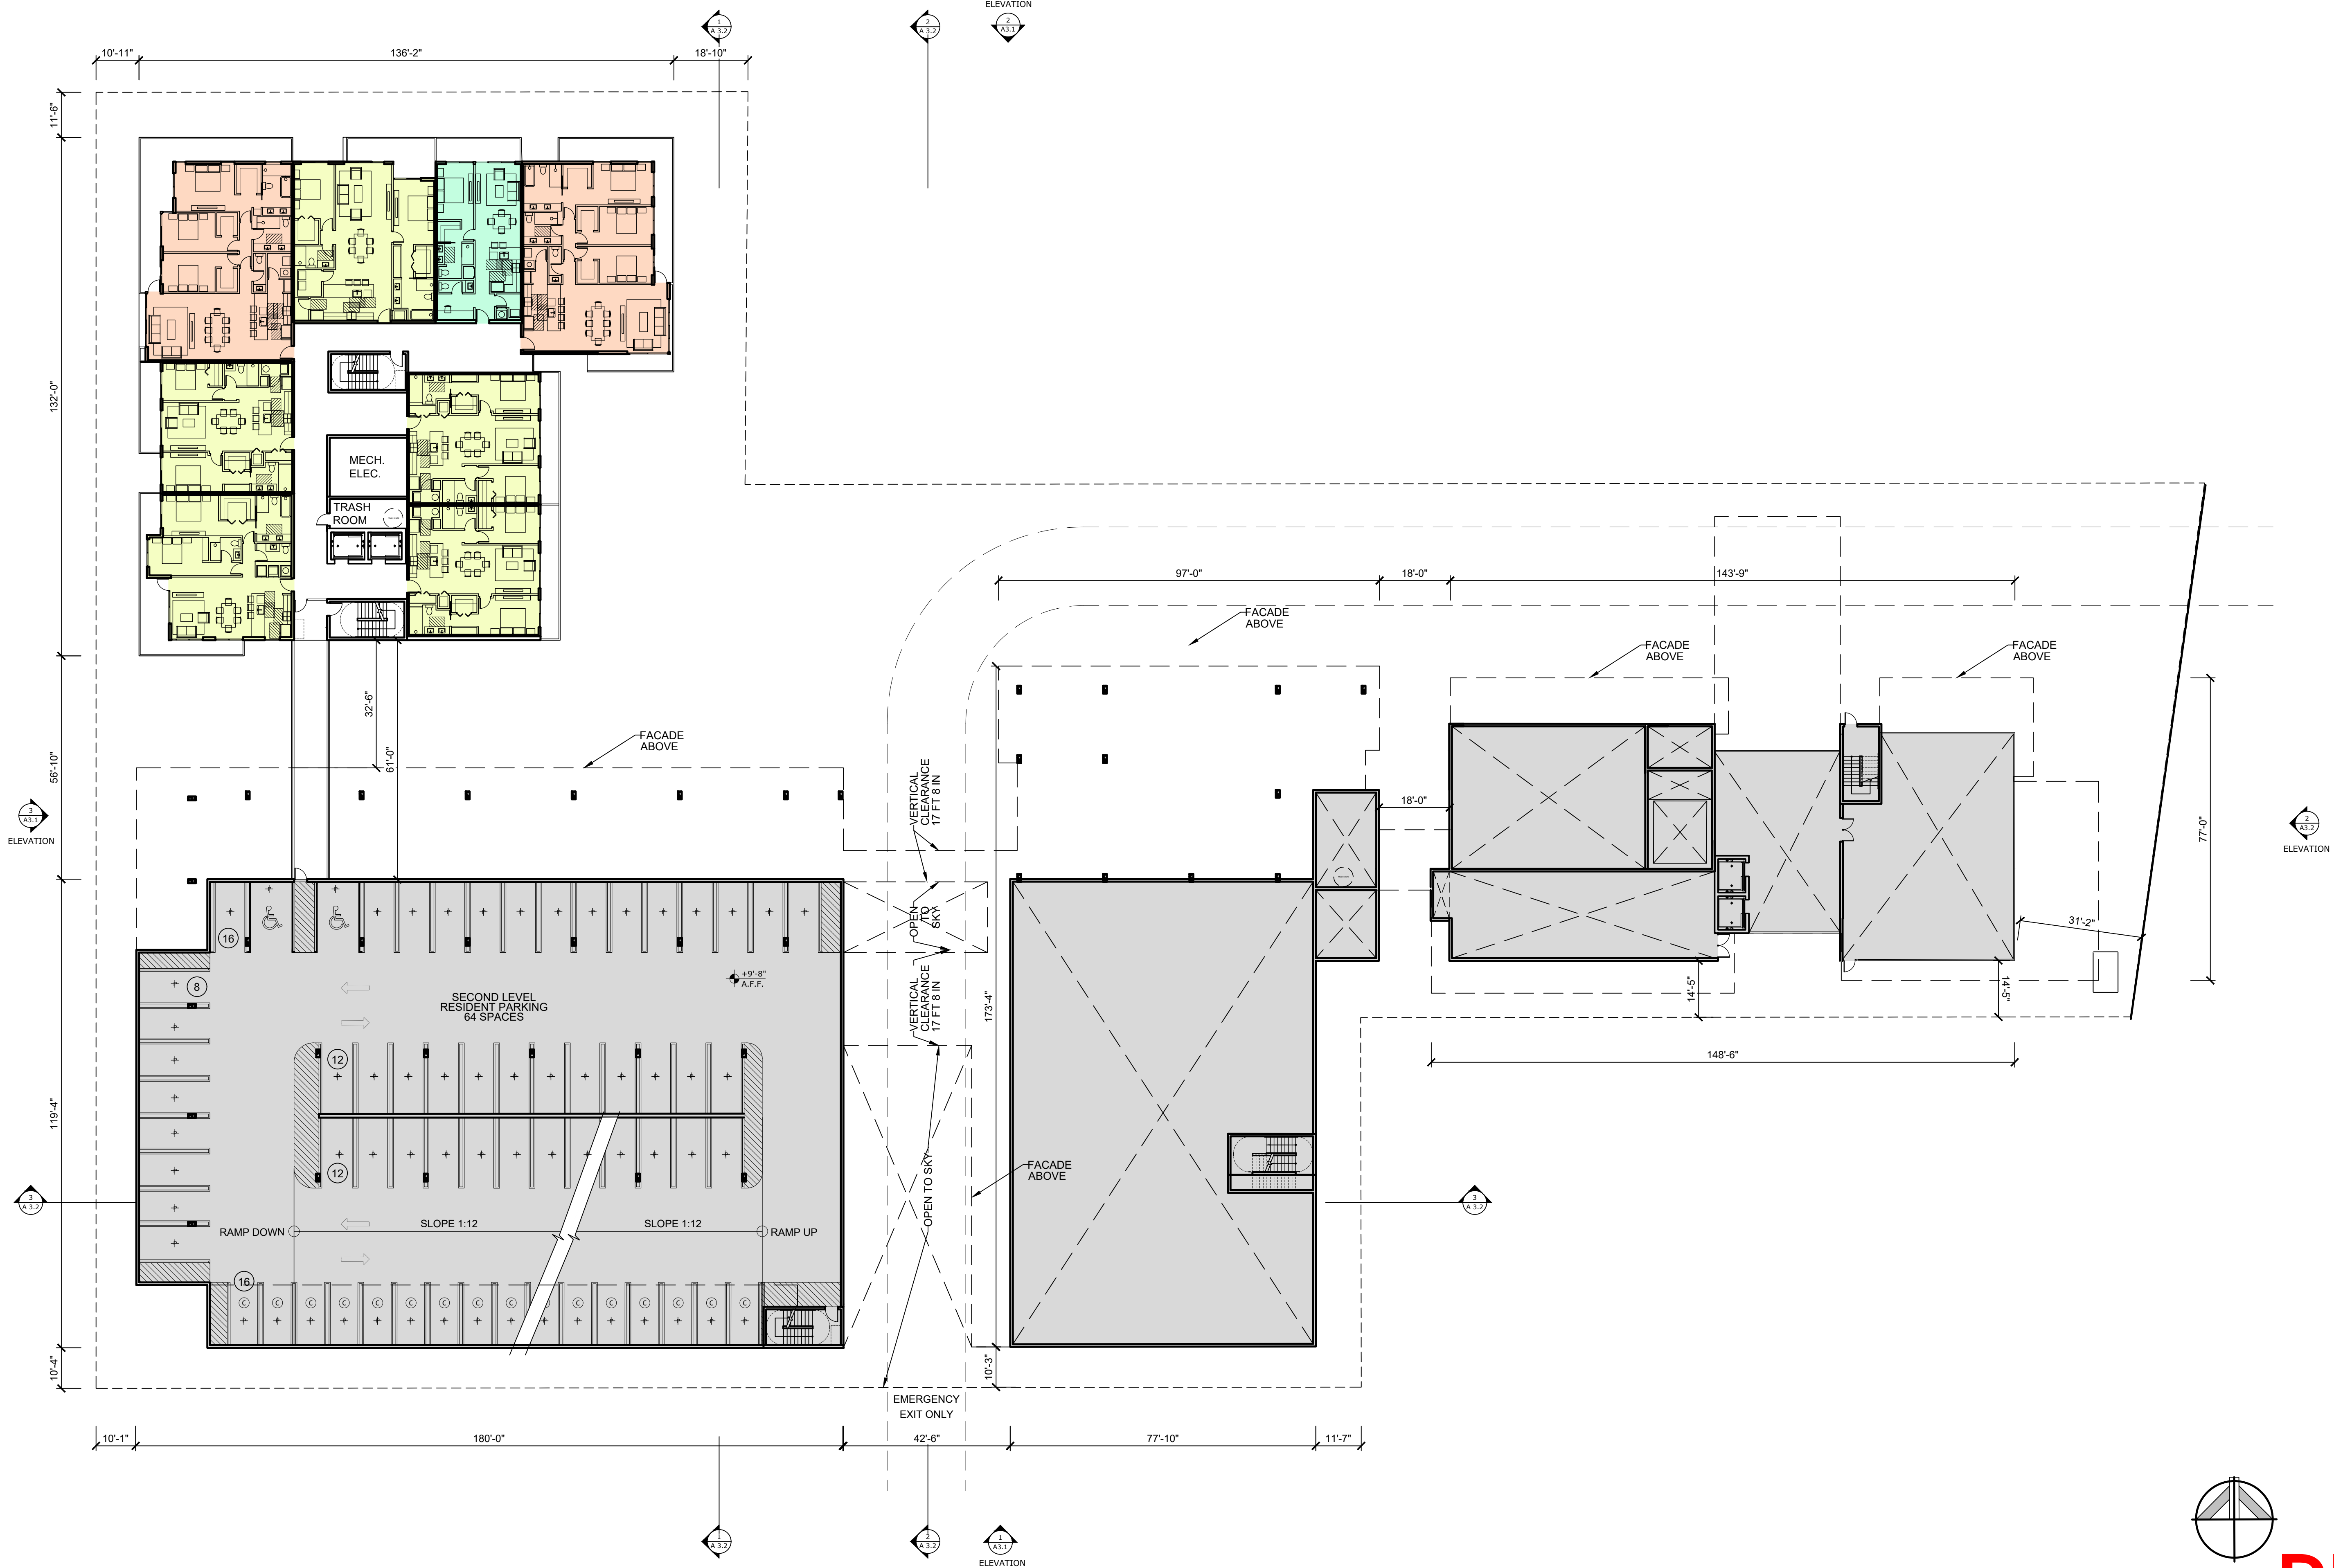 ELEVATION
1
A 3.2
2
A 3.2
2
A3.1
10'-11"
136'-2"
18'-10"
11'-6"
132'-0"
MECH.
ELEC.
TRASH
ROOM
97'-0"
18'-0"
143'-9"
FACADE
ABOVE
FACADE
ABOVE
FACADE
ABOVE
32'-6"
61'-0"
FACADE
ABOVE
56'-10"
VERTICAL
CLEARANCE
17 FT 8 IN
18'-0"
77'-0"
3
A3.1
ELEVATION
2
A3.2
ELEVATION
OPEN
TO
SKY
16
31'-2"
8
+9'-8"
A.F.F.
SECOND LEVEL
RESIDENT PARKING
64 SPACES
VERTICAL
CLEARANCE
17 FT 8 IN
173'-4"
14'-5"
14'-5"
12
148'-6"
119'-4"
12
OPEN TO SKY
FACADE
ABOVE
3
A 3.2
3
A 3.2
RAMP DOWN
SLOPE 1:12
SLOPE 1:12
RAMP UP
16
C C C C C C C C C C C C C C C
10'-4"
10'-3"
EMERGENCY
EXIT ONLY
10'-1"
180'-0"
42'-6"
77'-10"
11'-7"
1
A 3.2
2
A 3.2
1
A3.1
ELEVATION